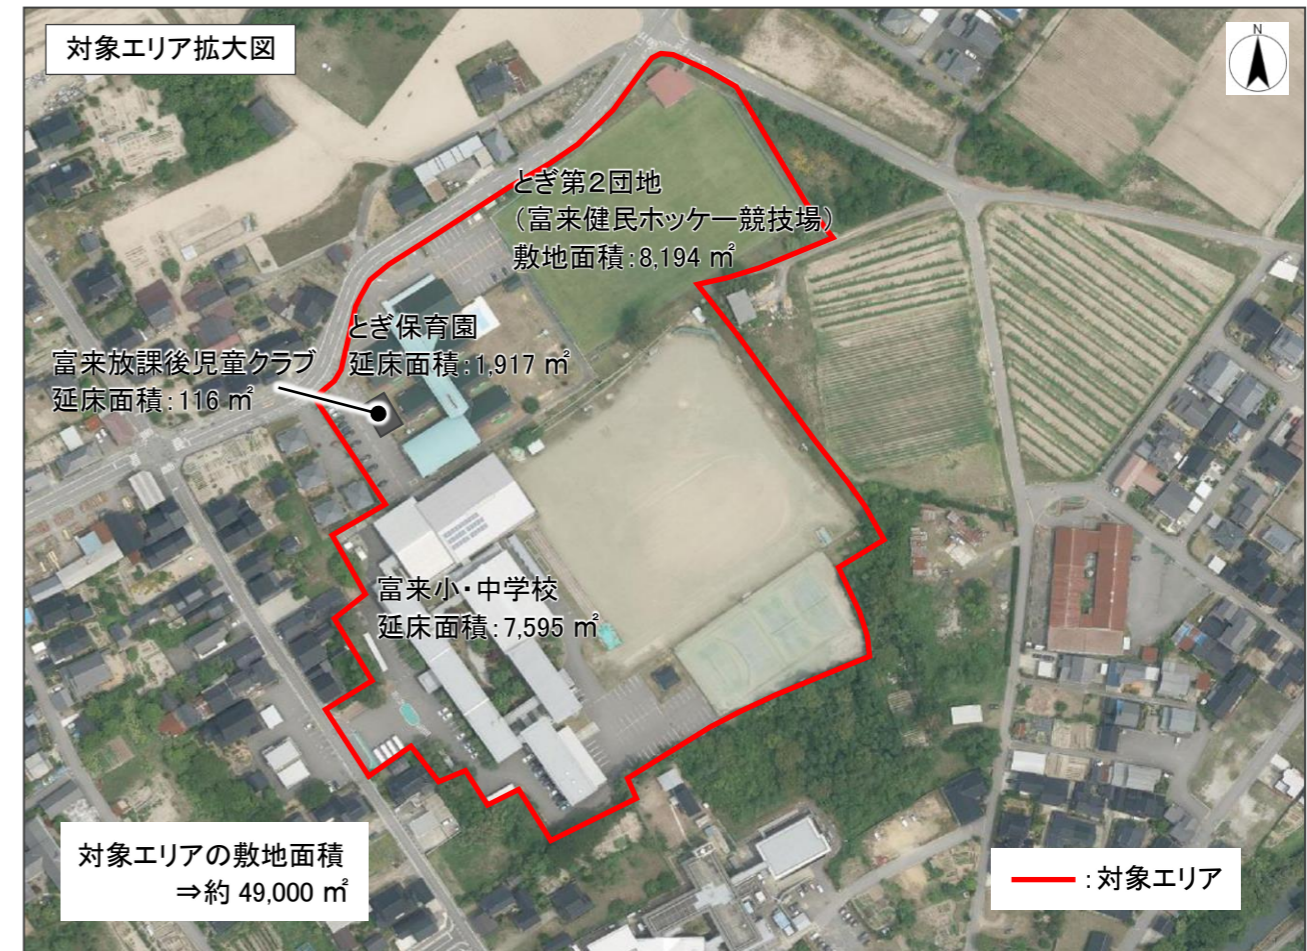 対象エリア拡大図
N
とぎ第2団地
（富来健民ホッケー競技場）
敷地面積：8,194 ㎡
とぎ保育園
延床面積：1,917 ㎡
富来放課後児童クラブ
延床面積：116 ㎡
富来小・中学校
延床面積：7,595 ㎡
対象エリアの敷地面積
⇒約 49,000 ㎡
：対象エリア